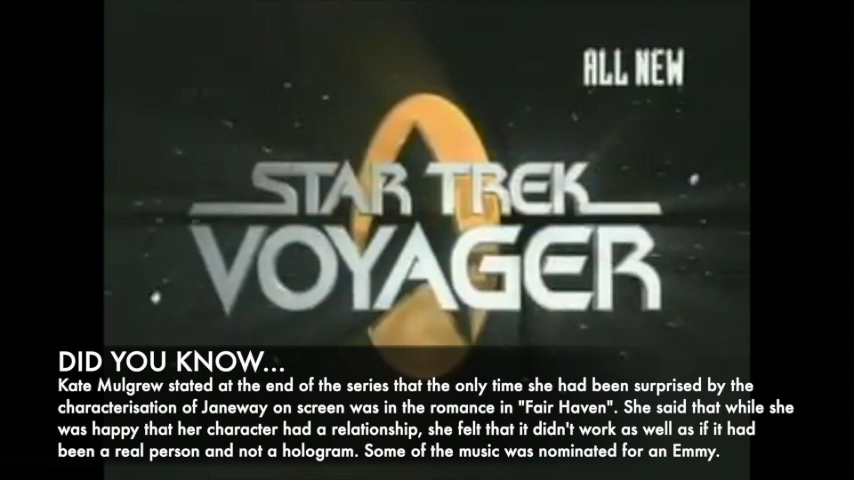 ALL NEW
STAR TREK
VOYAGER
DID YOU KNOW...
Kate Mulgrew stated at the end of the series that the only time she had been surprised by the
characterisation of Janeway on screen was in the romance in "Fair Haven". She said that while she
was happy that her character had a relationship, she felt that it didn't work as well as if it had
been a real person and not a hologram. Some of the music was nominated for an Emmy.